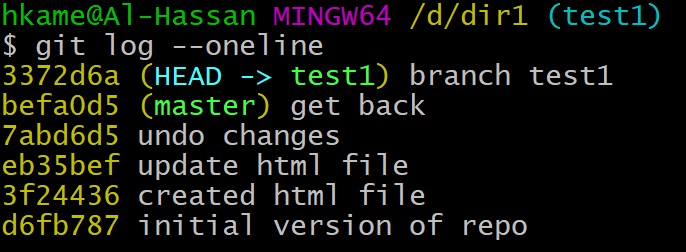 hkame@Al-Hassan MINGW64 /d/dir1 (test1)
$ git log --oneline
3372d6a (HEAD -> test1) branch test1
befa0d5 (master) get back
7abd6d5 undo changes
eb35bef update html file
3f24436 created html file
d6fb787 initial version of repo